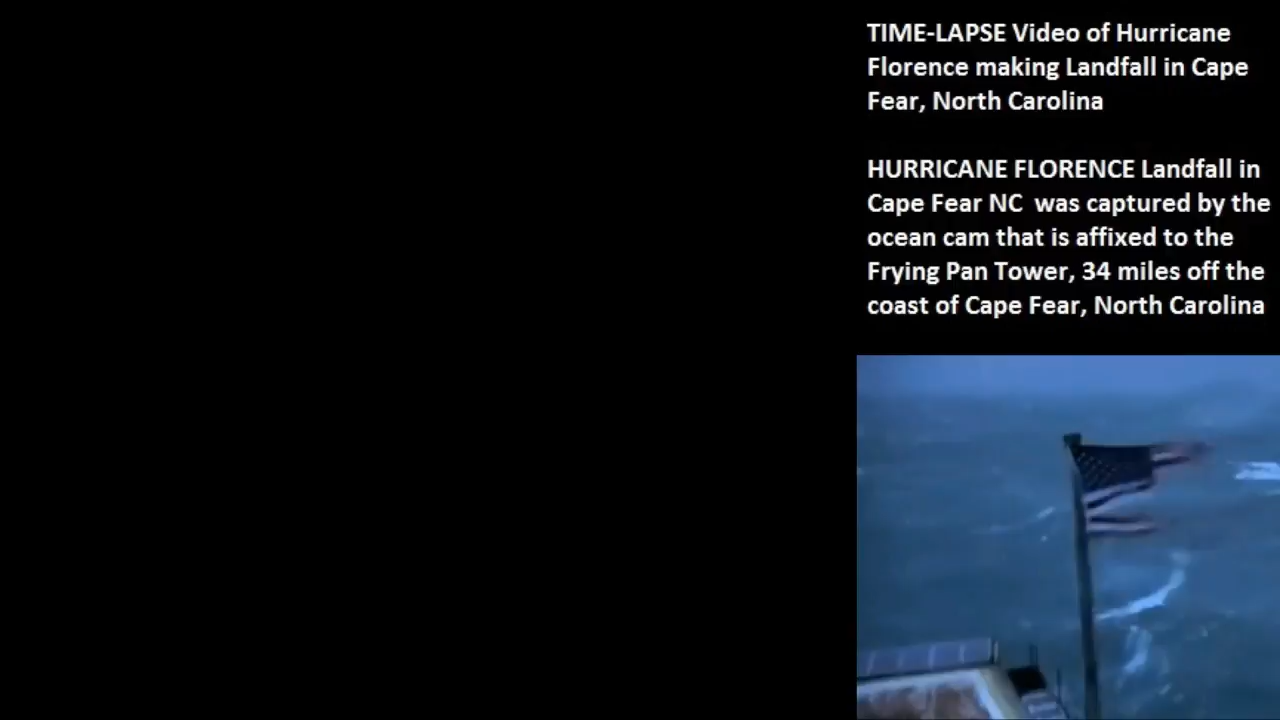 TIME-LAPSE Video of Hurricane
Florence making Landfall in Cape
Fear, North Carolina
HURRICANE FLORENCE Landfall in
Cape Fear NC  was captured by the
ocean cam that is affixed to the
Frying Pan Tower, 34 miles off the
coast of Cape Fear, North Carolina